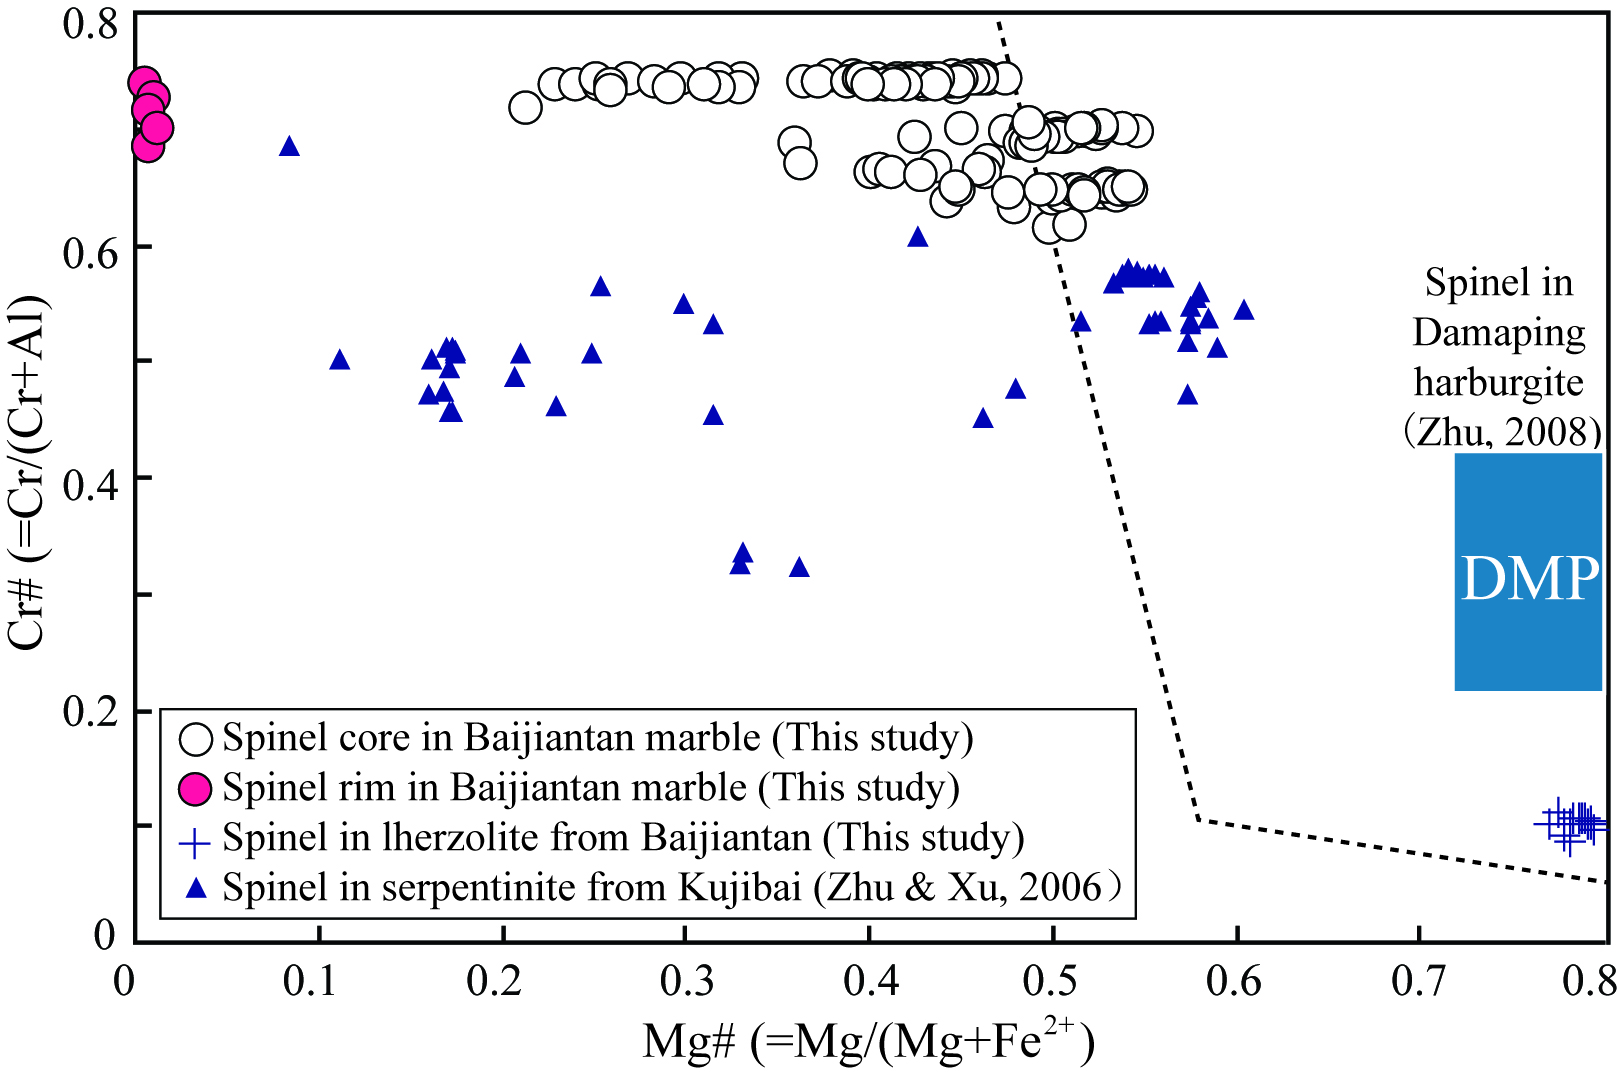 0.8
0.6
0.4
0.2
0
Cr# (=Cr/(Cr+Al)
Spinel in
Damaping
harburgite
(Zhu, 2008)
DMP
Spinel core in Baijiantan marble (This study)
Spinel rim in Baijiantan marble (This study)
Spinel in lherzolite from Baijiantan (This study)
Spinel in serpentinite from Kujibai (Zhu & Xu, 2006)
0 0.1 0.2 0.3 0.4 0.5 0.6 0.7 0.8
Mg# (=Mg/(Mg+Fe²⁺)